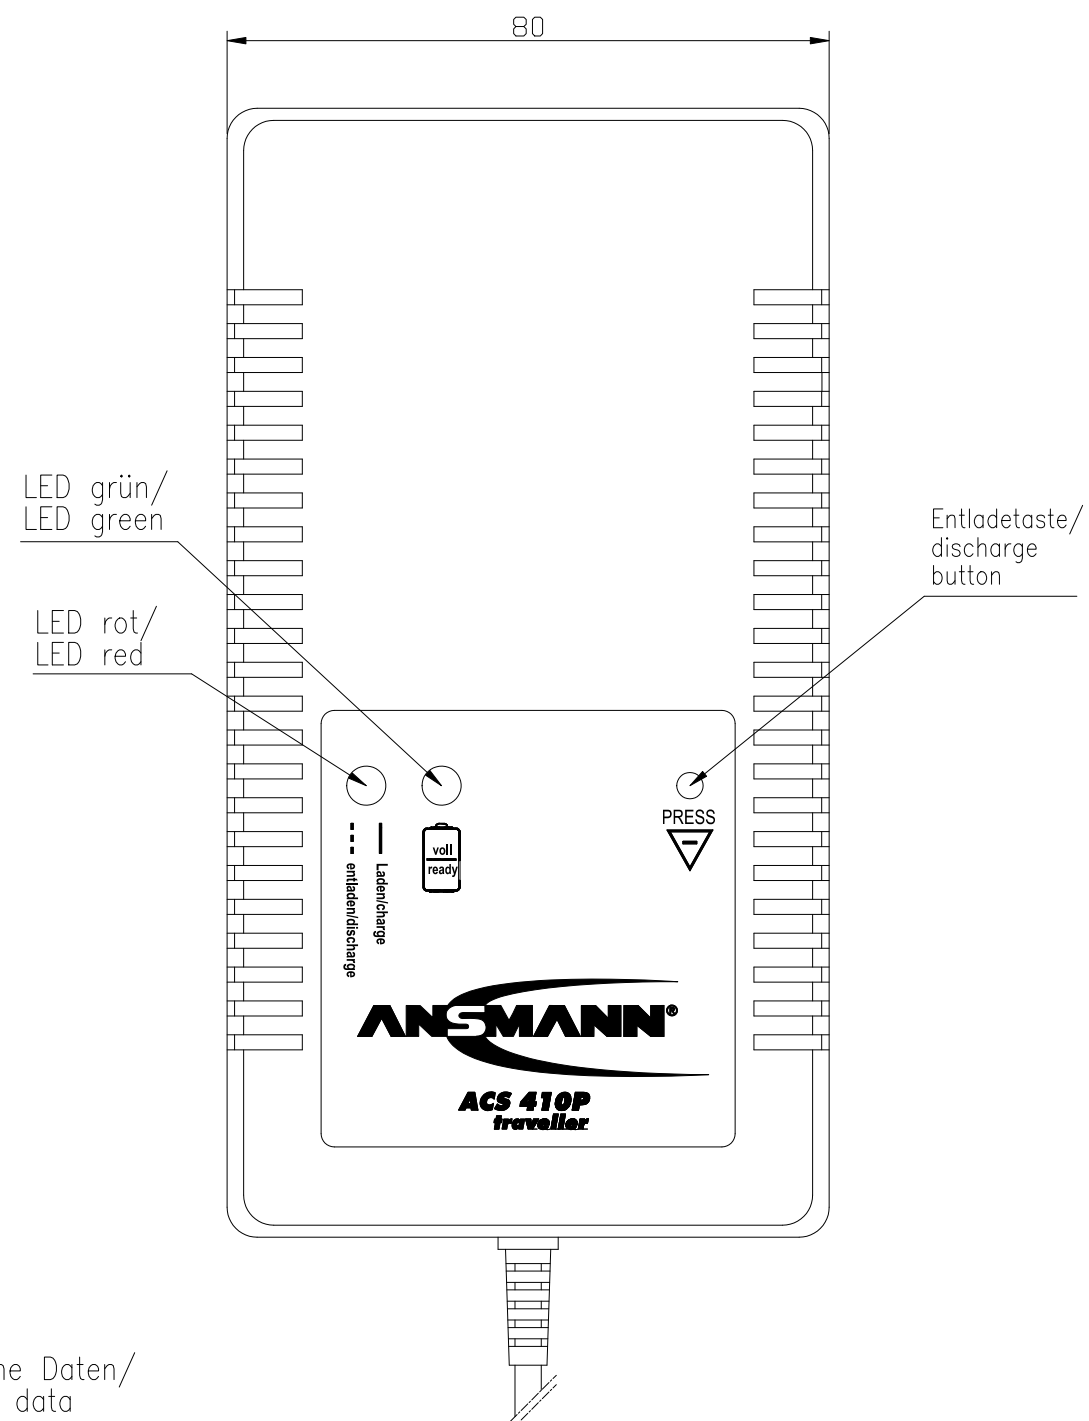 80
LED grün/
LED green
Entladetaste/
discharge
button
LED rot/
LED red
PRESS
voll
ready
Laden/charge
entladen/discharge
ANSMANN®
ACS 410P
traveller
Daten/
data